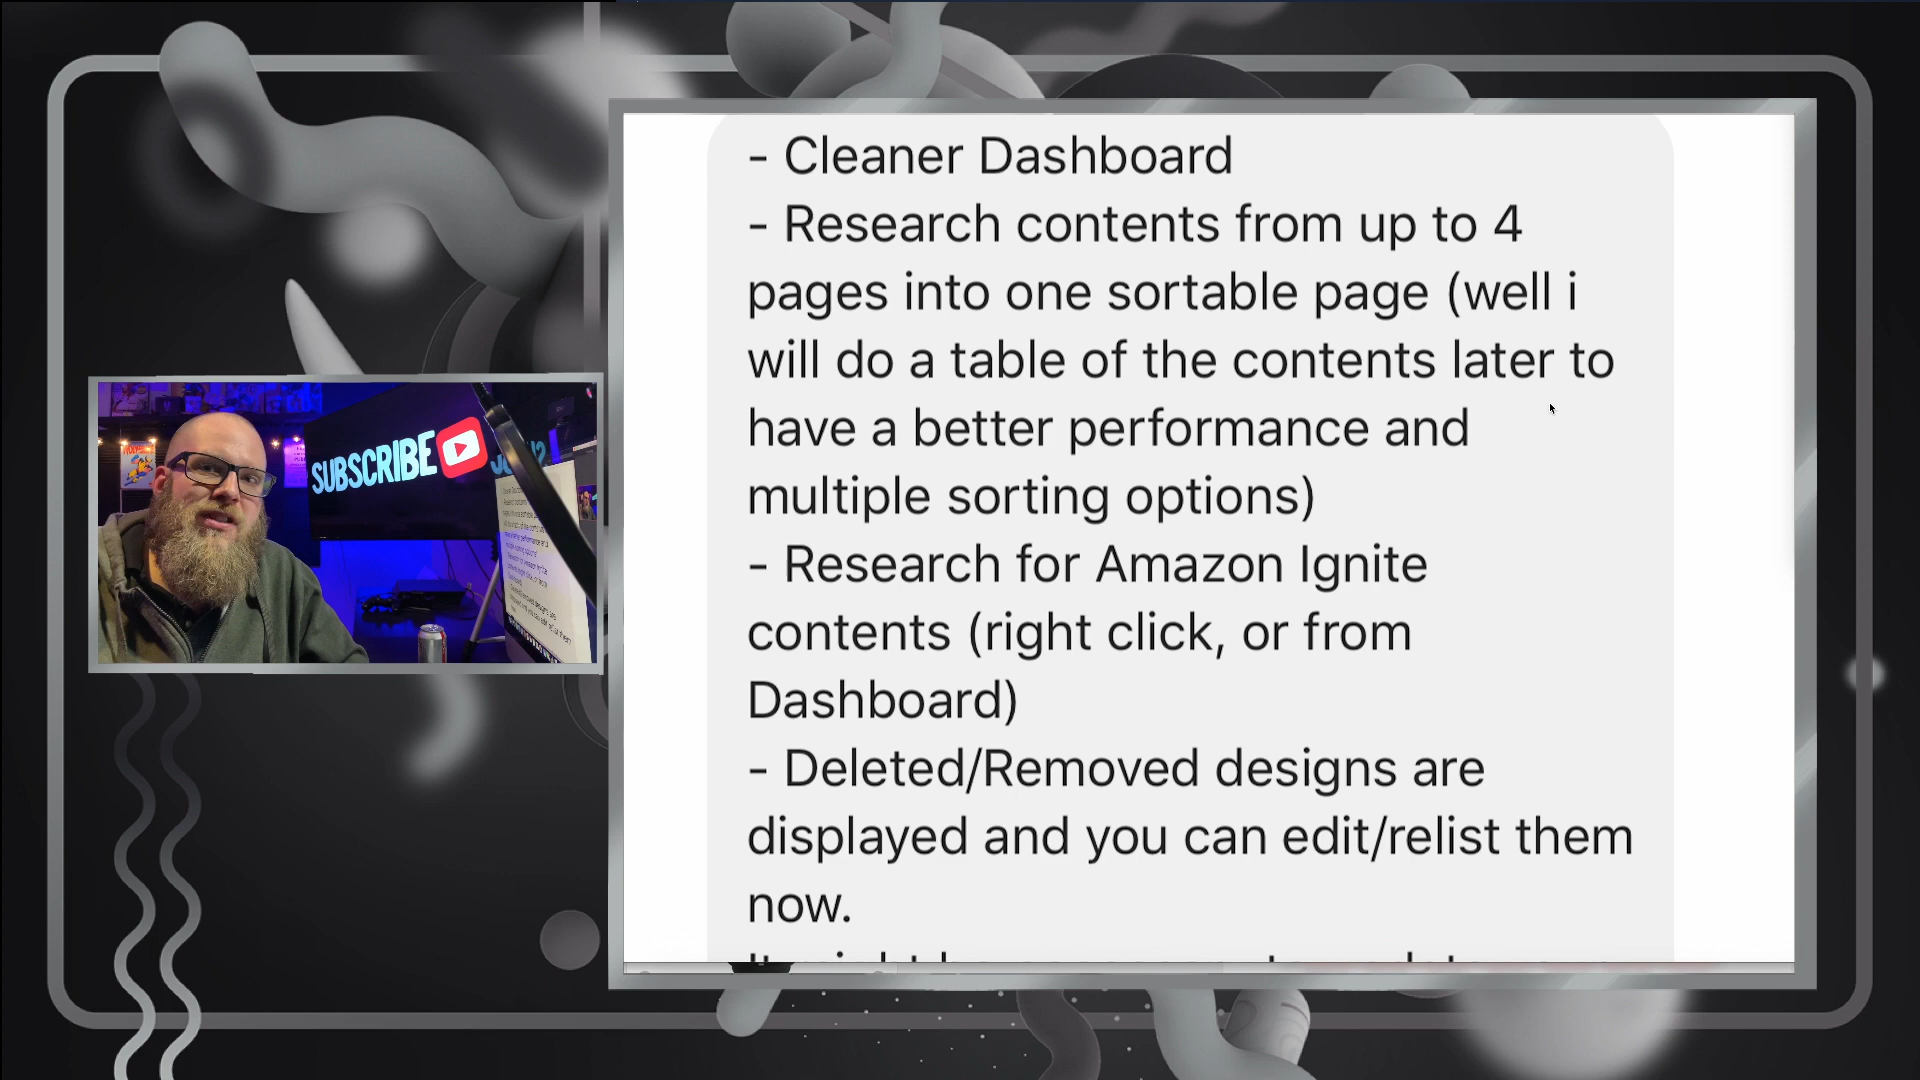 - Cleaner Dashboard
- Research contents from up to 4
pages into one sortable page (well i
will do a table of the contents later to
have a better performance and
multiple sorting options)
- Research for Amazon Ignite
contents (right click, or from
Dashboard)
- Deleted/Removed designs are
displayed and you can edit/relist them
now.
SUBSCRIBE